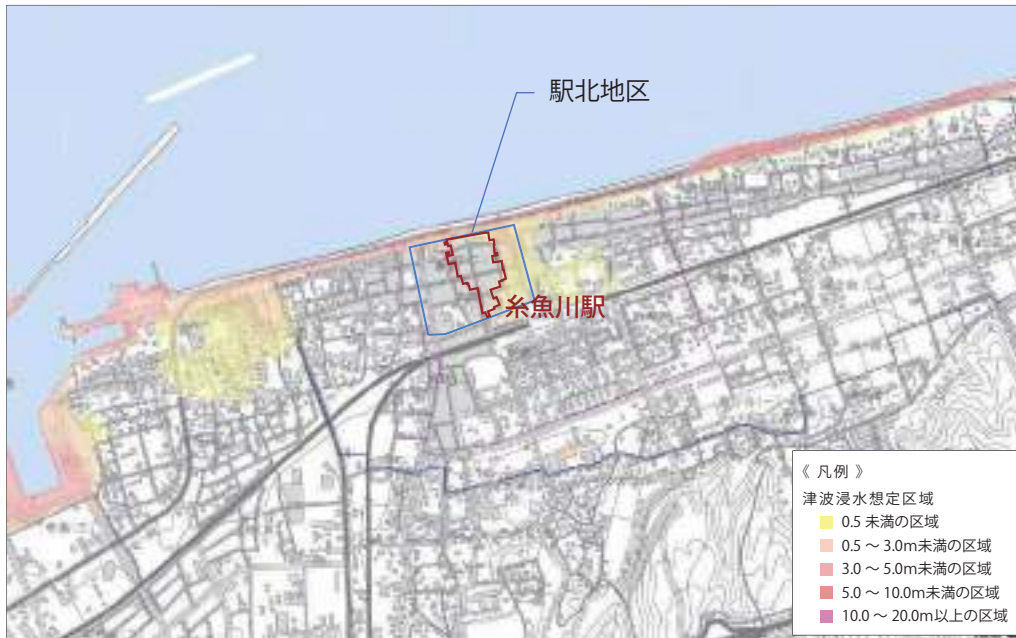 駅北地区
糸魚川駅
《 凡例 》
津波浸水想定区域
0.5 未満の区域
0.5 ～ 3.0m未満の区域
3.0 ～ 5.0m未満の区域
5.0 ～ 10.0m未満の区域
10.0 ～ 20.0m以上の区域